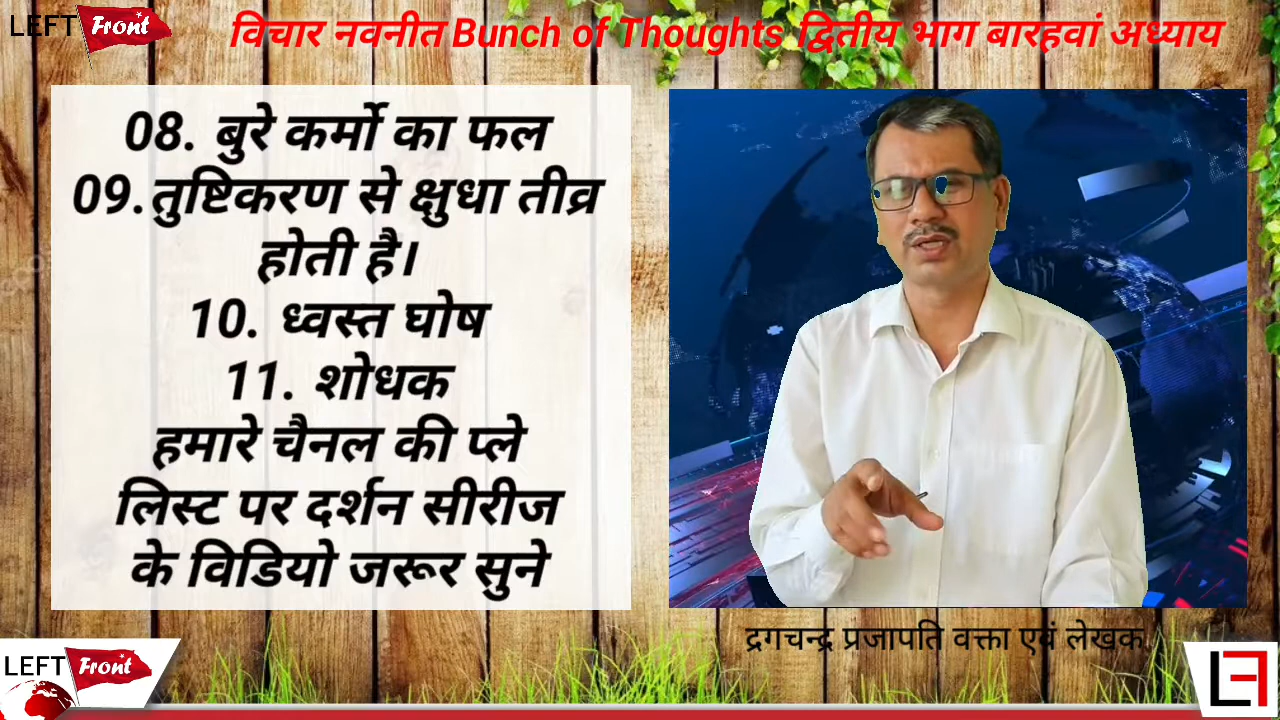 LEFT Front
विचार नवनीत Bunch of Thoughts द्वितीय भाग बारहवां अध्याय
08. बुरे कर्मो का फल
09.तुष्टिकरण से क्षुधा तीव्र
होती है।
10. ध्वस्त घोष
11. शोधक
हमारे चैनल की प्ले
लिस्ट पर दर्शन सीरीज
के विडियो जरूर सुने
द्रगचन्द्र प्रजापति वक्ता एवं लेखक
LEFT Front
LF